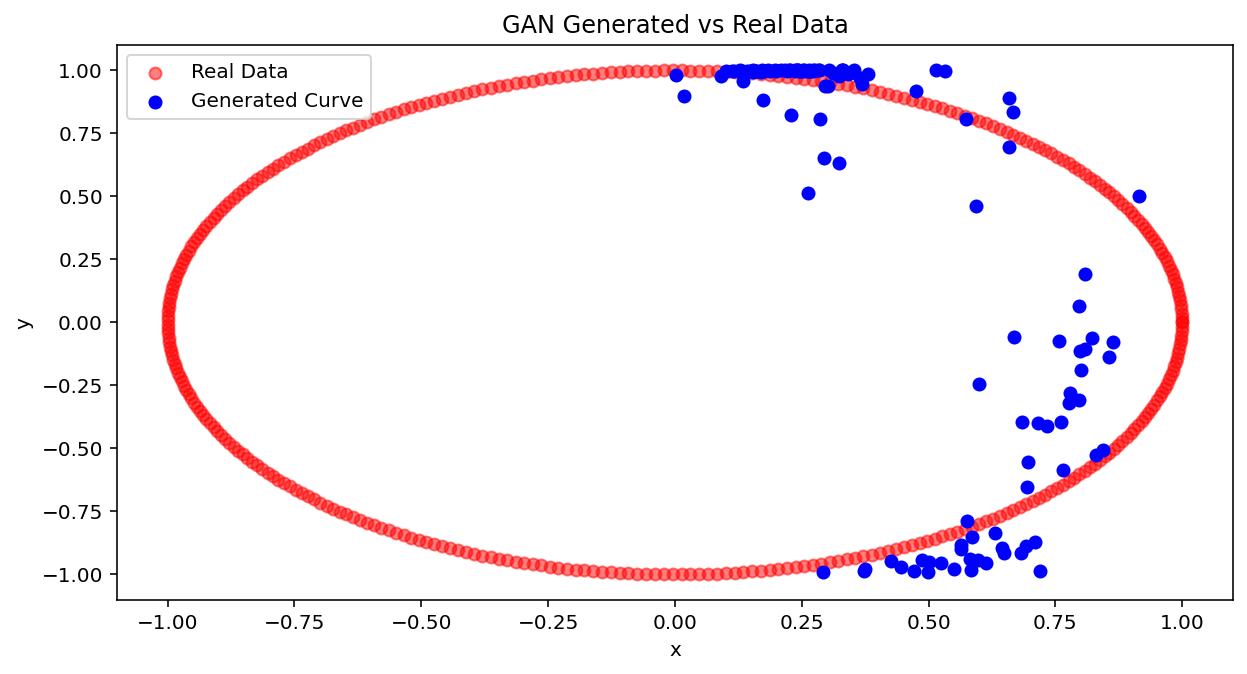 GAN Generated vs Real Data
Real Data
Generated Curve
1.00
0.75
0.50
0.25
0.00
−0.25
−0.50
−0.75
−1.00
y
−1.00 −0.75 −0.50 −0.25 0.00 0.25 0.50 0.75 1.00
x